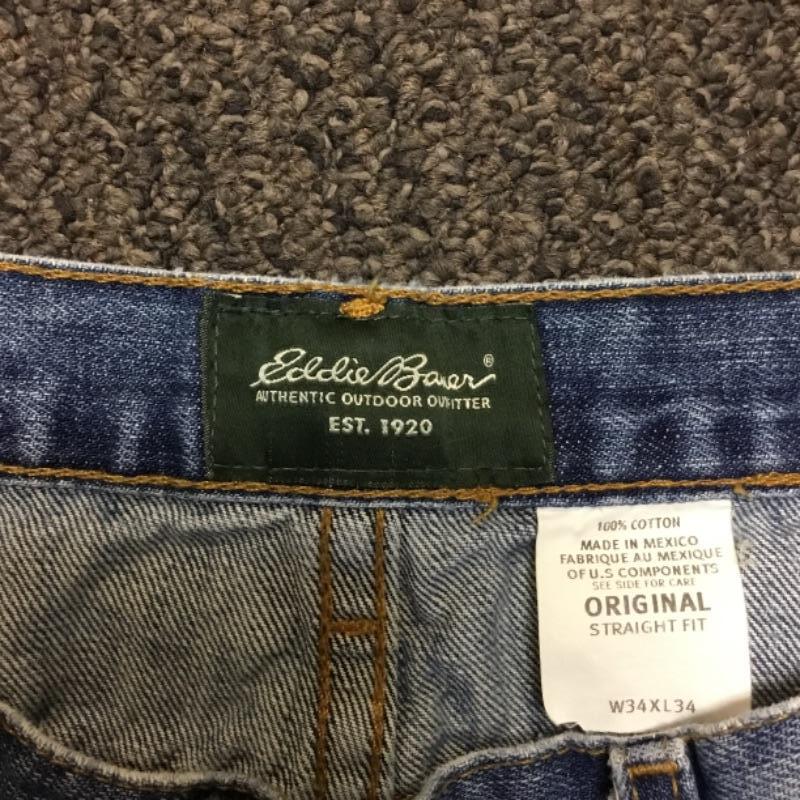 Eddie Bauer®
AUTHENTIC OUTDOOR OUTFITTER
EST. 1920
100% COTTON
MADE IN MEXICO
FABRIQUE AU MEXIQUE
OF U.S COMPONENTS
SEE SIDE FOR CARE
ORIGINAL
STRAIGHT FIT
W34XL34